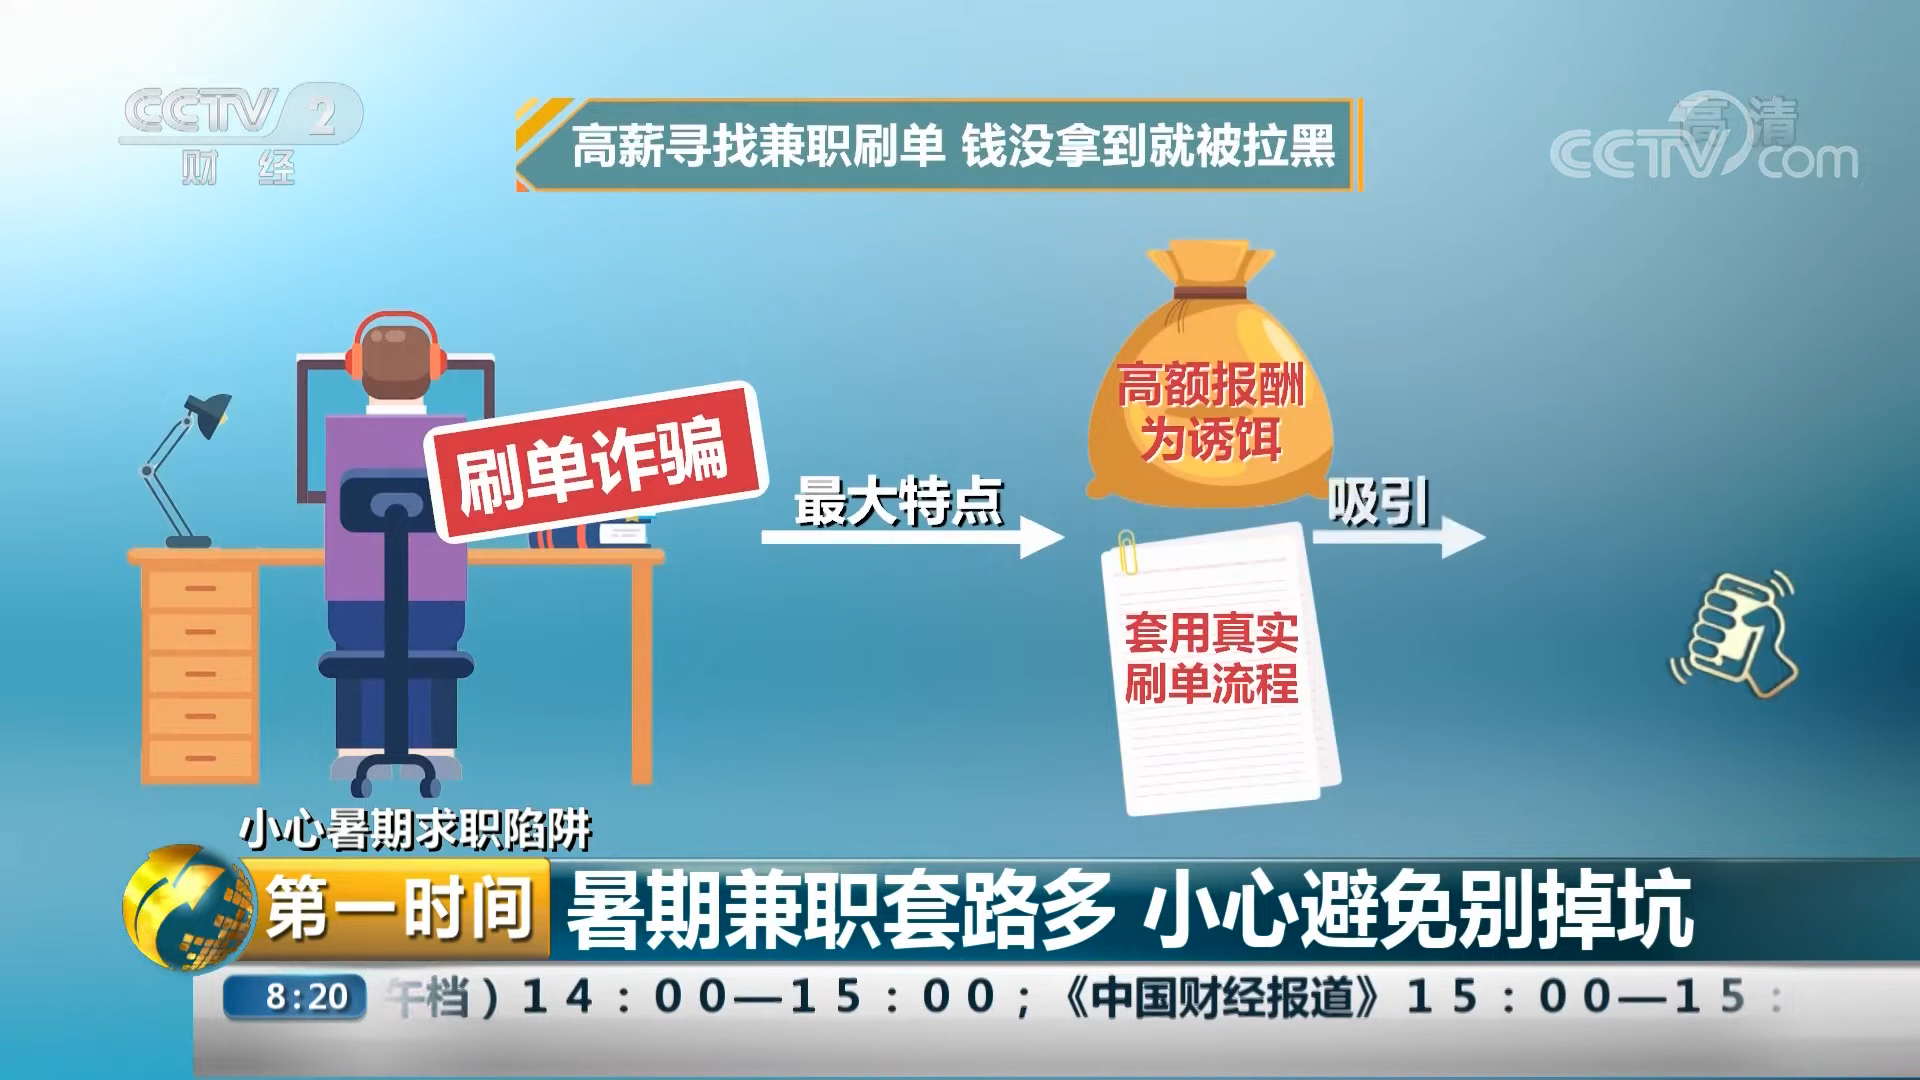 CCTV 2
财 经
高清
CCTV.com
高薪寻找兼职刷单 钱没拿到就被拉黑
高额报酬
为诱饵
刷单诈骗
最大特点
吸引
套用真实
刷单流程
小心暑期求职陷阱
第一时间
暑期兼职套路多 小心避免别掉坑
8:20
午档）14：00—15：00；《中国财经报道》15：00—15：